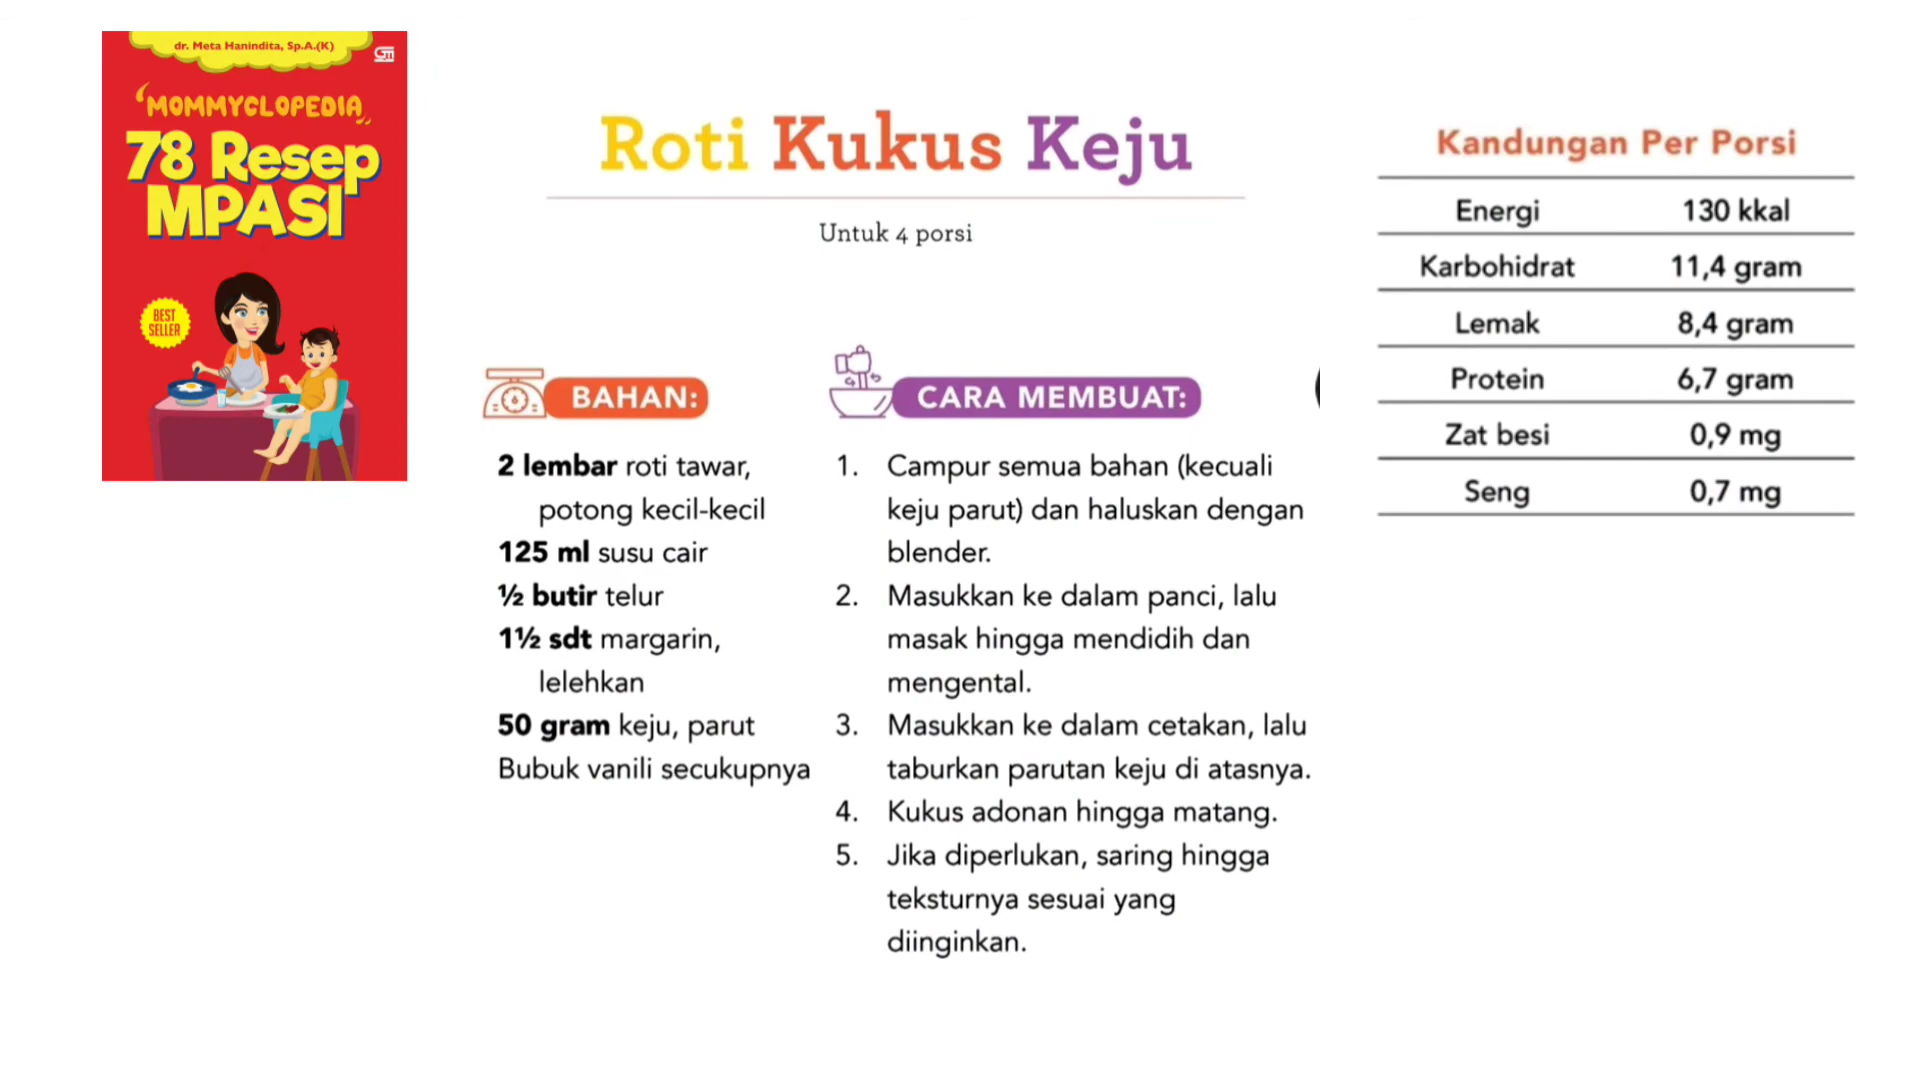 dr. Meta Hanindita, Sp.A.(K)
GM
MOMMYCLOPEDIA
78 Resep
MPASI
BEST
SELLER
Roti Kukus Keju
Untuk 4 porsi
BAHAN:
2 lembar roti tawar,
potong kecil-kecil
125 ml susu cair
½ butir telur
1½ sdt margarin,
lelehkan
50 gram keju, parut
Bubuk vanili secukupnya
CARA MEMBUAT:
1. Campur semua bahan (kecuali
keju parut) dan haluskan dengan
blender.
2. Masukkan ke dalam panci, lalu
masak hingga mendidih dan
mengental.
3. Masukkan ke dalam cetakan, lalu
taburkan parutan keju di atasnya.
4. Kukus adonan hingga matang.
5. Jika diperlukan, saring hingga
teksturnya sesuai yang
diinginkan.
Kandungan Per Porsi
Energi 130 kkal
Karbohidrat 11,4 gram
Lemak 8,4 gram
Protein 6,7 gram
Zat besi 0,9 mg
Seng 0,7 mg